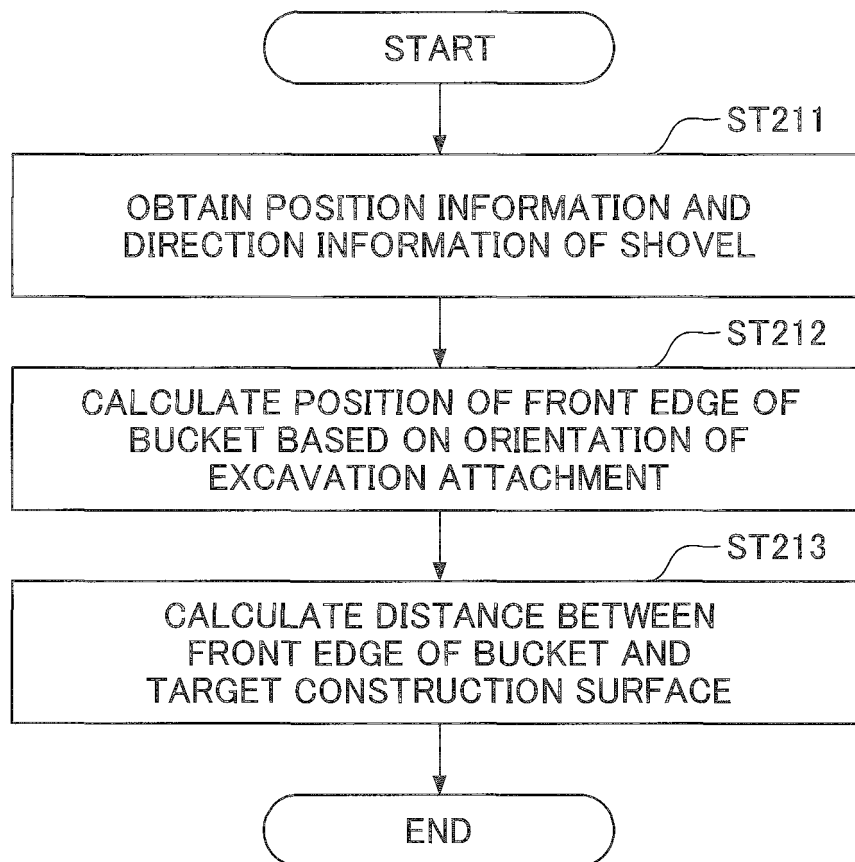 START
ST211
OBTAIN POSITION INFORMATION AND
DIRECTION INFORMATION OF SHOVEL
ST212
CALCULATE POSITION OF FRONT EDGE OF
BUCKET BASED ON ORIENTATION OF
EXCAVATION ATTACHMENT
ST213
CALCULATE DISTANCE BETWEEN
FRONT EDGE OF BUCKET AND
TARGET CONSTRUCTION SURFACE
END